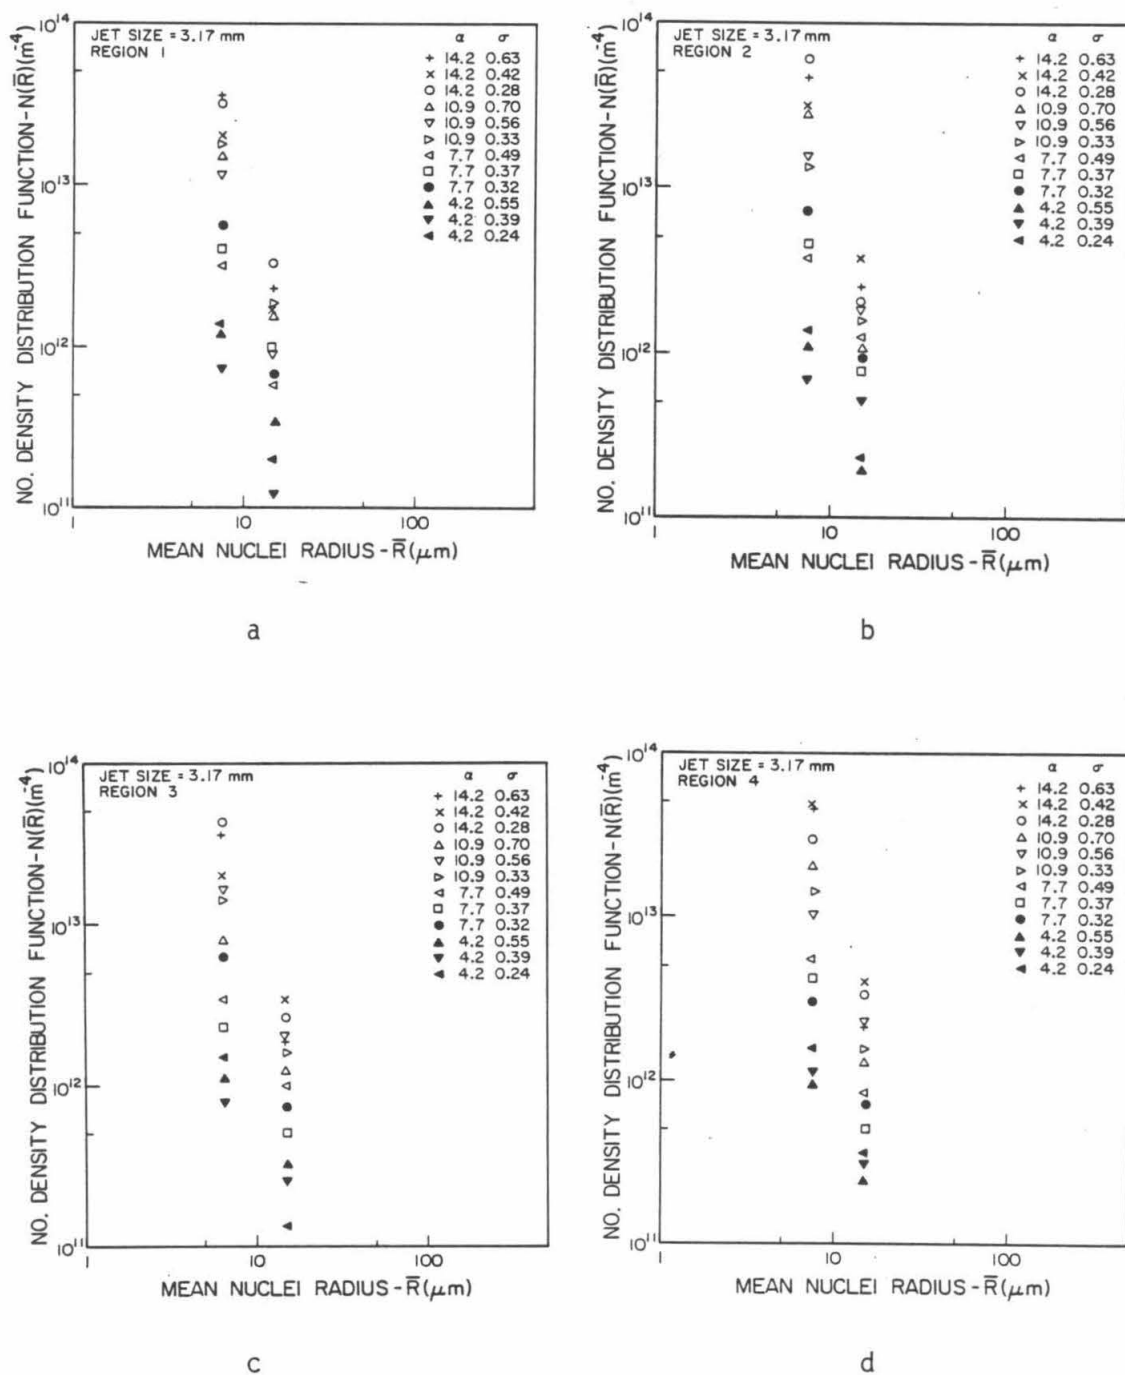 JET SIZE = 3.17 mm
REGION 1
α σ
+ 14.2 0.63
× 14.2 0.42
○ 14.2 0.28
△ 10.9 0.70
▽ 10.9 0.56
▷ 10.9 0.33
◁ 7.7 0.49
□ 7.7 0.37
● 7.7 0.32
▲ 4.2 0.55
▼ 4.2 0.39
◀ 4.2 0.24
10¹⁴
10¹³
10¹²
10¹¹
NO. DENSITY DISTRIBUTION FUNCTION-N(R̅)(m⁻⁴)
1 10 100
MEAN NUCLEI RADIUS-R̅(μm)
a
JET SIZE = 3.17 mm
REGION 2
α σ
+ 14.2 0.63
× 14.2 0.42
○ 14.2 0.28
△ 10.9 0.70
▽ 10.9 0.56
▷ 10.9 0.33
◁ 7.7 0.49
□ 7.7 0.37
● 7.7 0.32
▲ 4.2 0.55
▼ 4.2 0.39
◀ 4.2 0.24
10¹⁴
10¹³
10¹²
10¹¹
NO. DENSITY DISTRIBUTION FUNCTION-N(R̅)(m⁻⁴)
1 10 100
MEAN NUCLEI RADIUS-R̅(μm)
b
JET SIZE = 3.17 mm
REGION 3
α σ
+ 14.2 0.63
× 14.2 0.42
○ 14.2 0.28
△ 10.9 0.70
▽ 10.9 0.56
▷ 10.9 0.33
◁ 7.7 0.49
□ 7.7 0.37
● 7.7 0.32
▲ 4.2 0.55
▼ 4.2 0.39
◀ 4.2 0.24
10¹⁴
10¹³
10¹²
10¹¹
NO. DENSITY DISTRIBUTION FUNCTION-N(R̅)(m⁻⁴)
1 10 100
MEAN NUCLEI RADIUS-R̅(μm)
c
JET SIZE = 3.17 mm
REGION 4
α σ
+ 14.2 0.63
× 14.2 0.42
○ 14.2 0.28
△ 10.9 0.70
▽ 10.9 0.56
▷ 10.9 0.33
◁ 7.7 0.49
□ 7.7 0.37
● 7.7 0.32
▲ 4.2 0.55
▼ 4.2 0.39
◀ 4.2 0.24
10¹⁴
10¹³
10¹²
10¹¹
NO. DENSITY DISTRIBUTION FUNCTION-N(R̅)(m⁻⁴)
1 10 100
MEAN NUCLEI RADIUS-R̅(μm)
d